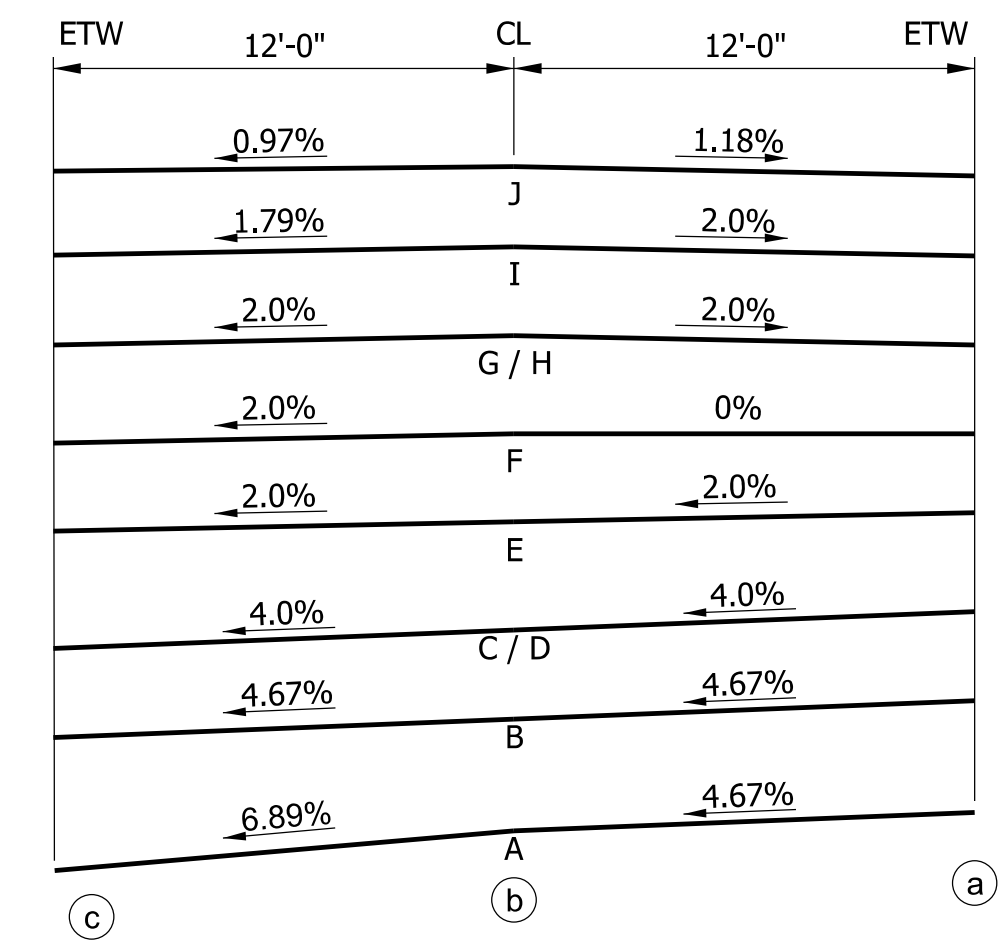 ETW CL ETW
12'-0" 12'-0"
0.97% 1.18%
J
1.79% 2.0%
I
2.0% 2.0%
G / H
2.0% 0%
F
2.0% 2.0%
E
4.0% 4.0%
C / D
4.67% 4.67%
B
6.89% 4.67%
A
c b a